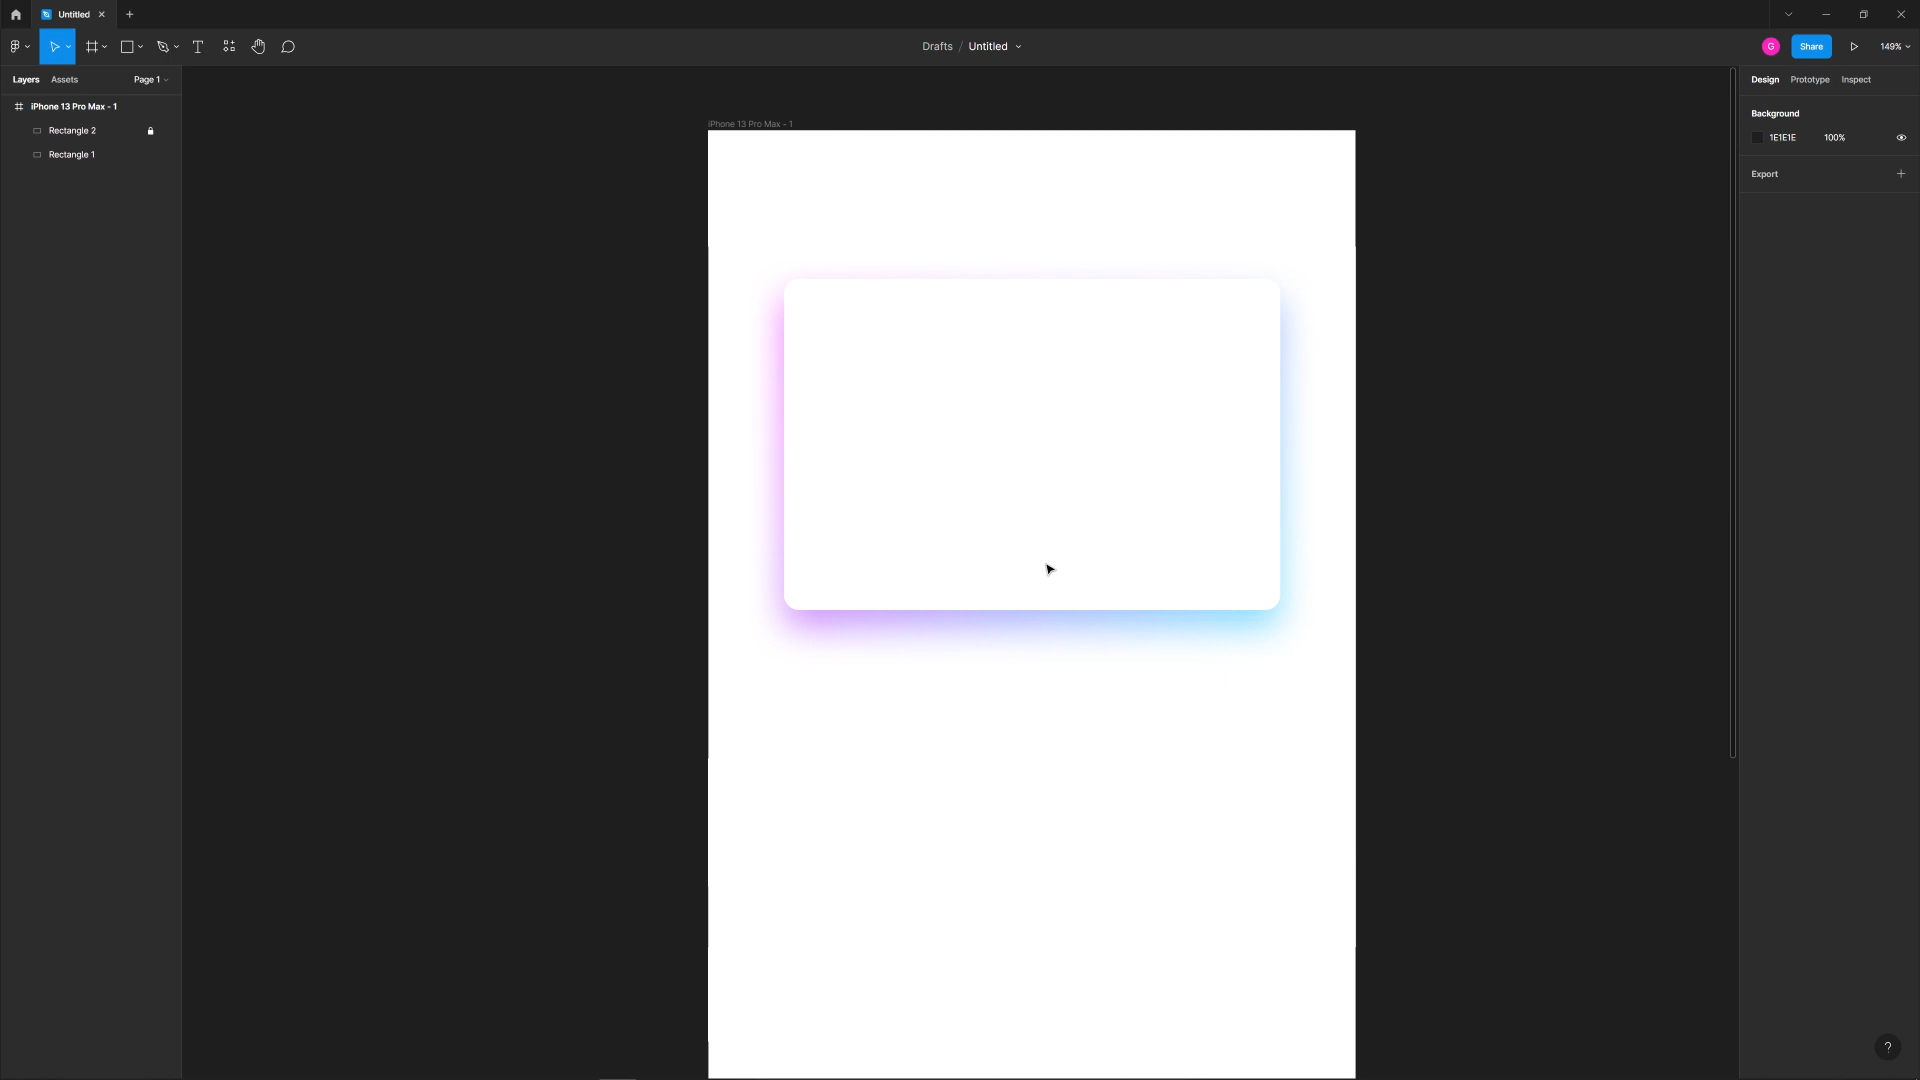 Untitled
Drafts / Untitled
G
Share
149%
Layers
Assets
Page 1
Design
Prototype
Inspect
iPhone 13 Pro Max - 1
Rectangle 2
Rectangle 1
Background
1E1E1E
100%
Export
iPhone 13 Pro Max - 1
?